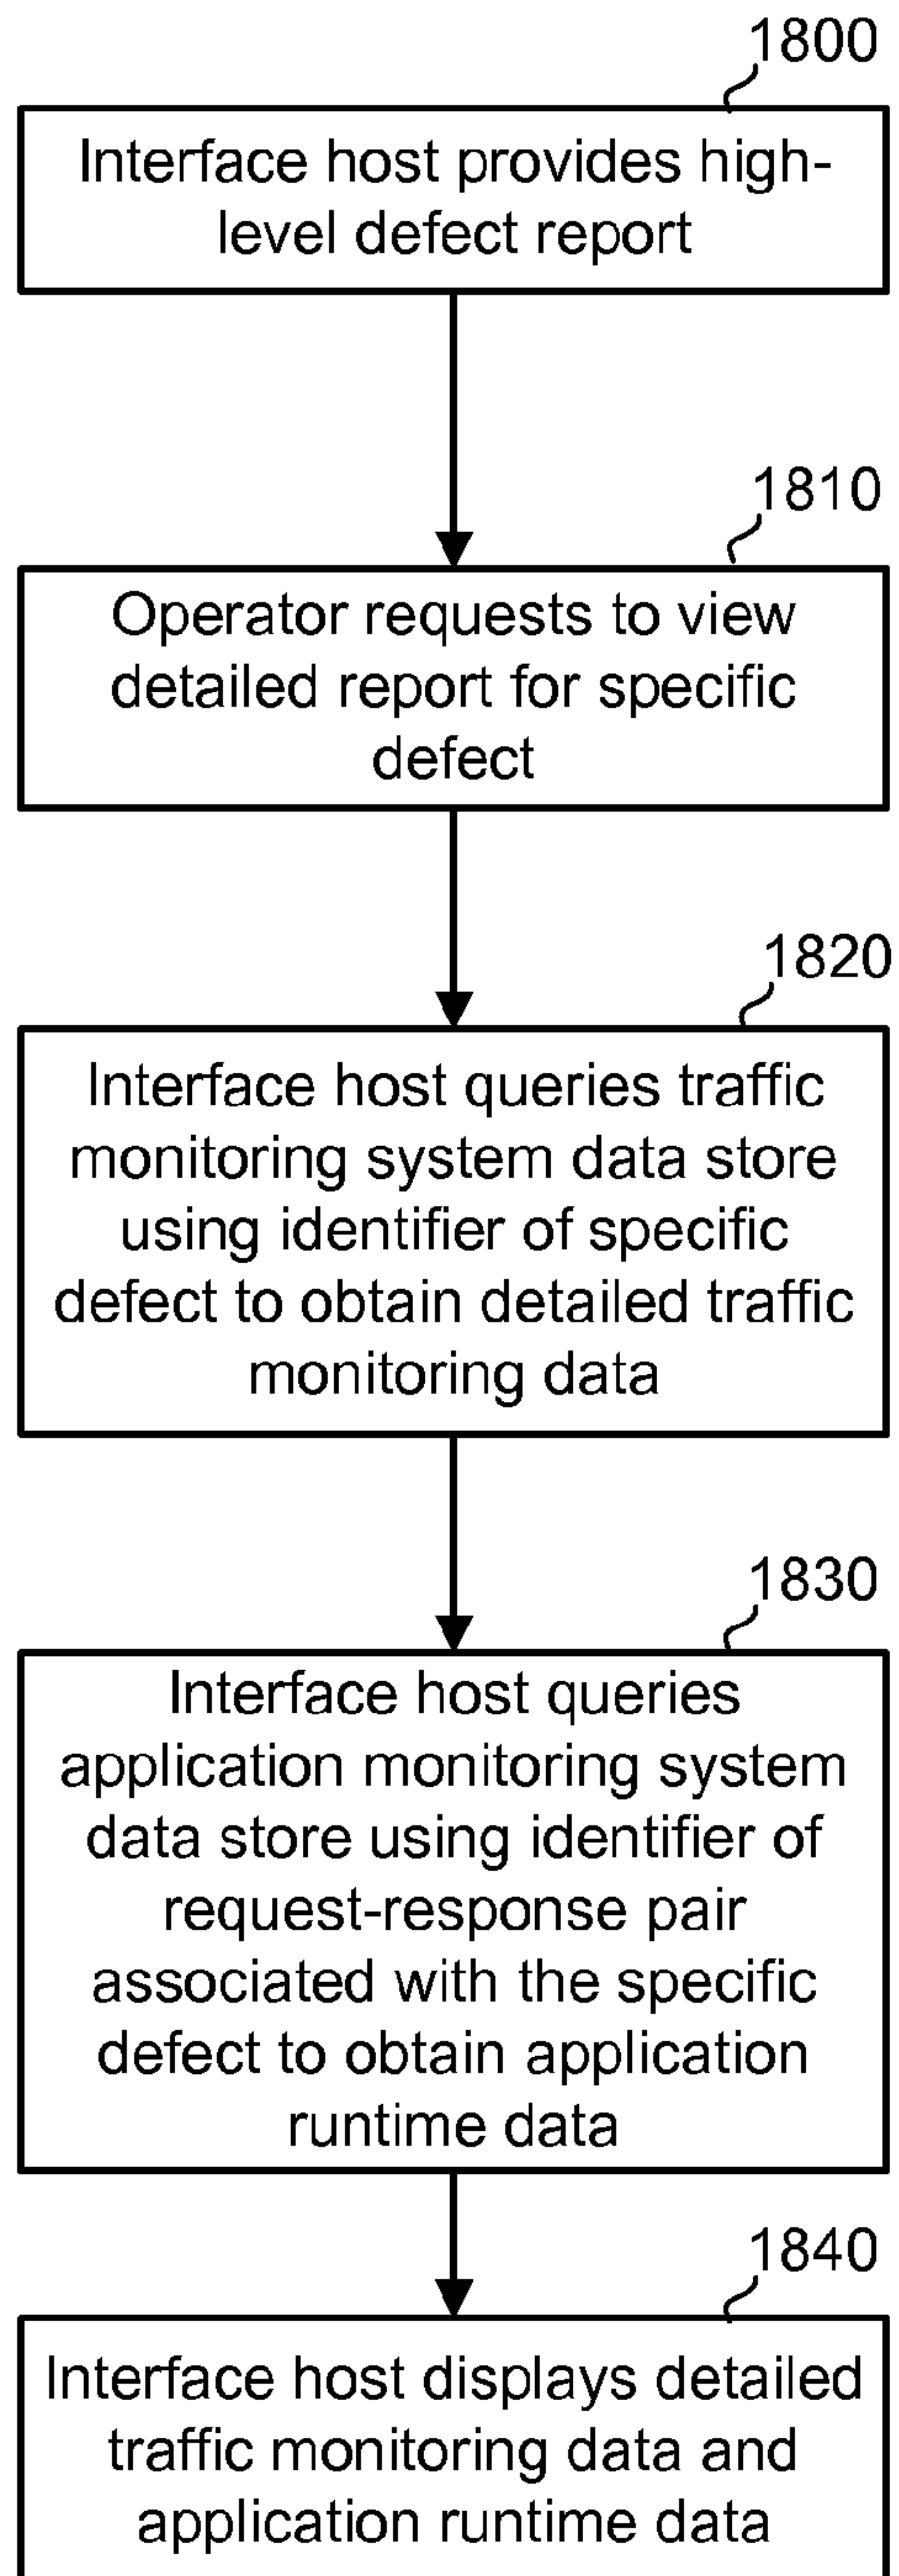 1800
Interface host provides high-
level defect report
1810
Operator requests to view
detailed report for specific
defect
1820
Interface host queries traffic
monitoring system data store
using identifier of specific
defect to obtain detailed traffic
monitoring data
1830
Interface host queries
application monitoring system
data store using identifier of
request-response pair
associated with the specific
defect to obtain application
runtime data
1840
Interface host displays detailed
traffic monitoring data and
application runtime data